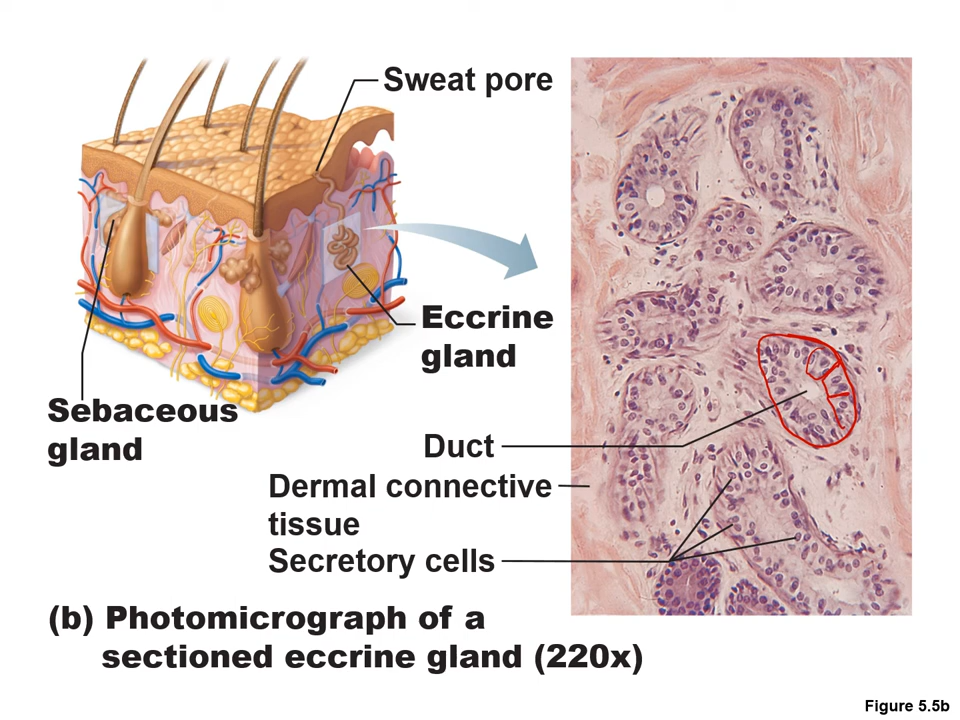 Sweat pore
Eccrine
gland
Sebaceous
gland
Duct
Dermal connective
tissue
Secretory cells
(b) Photomicrograph of a
sectioned eccrine gland (220x)
Figure 5.5b